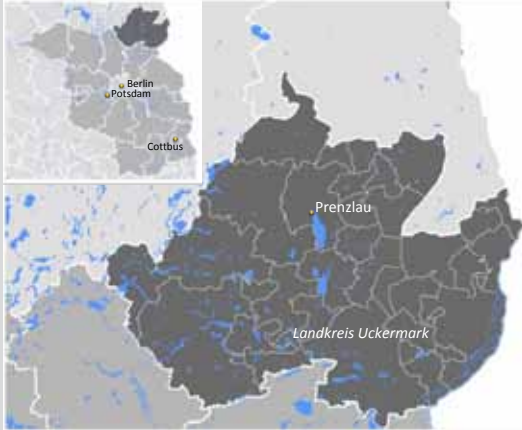 Berlin
Potsdam
Cottbus
Prenzlau
Landkreis Uckermark